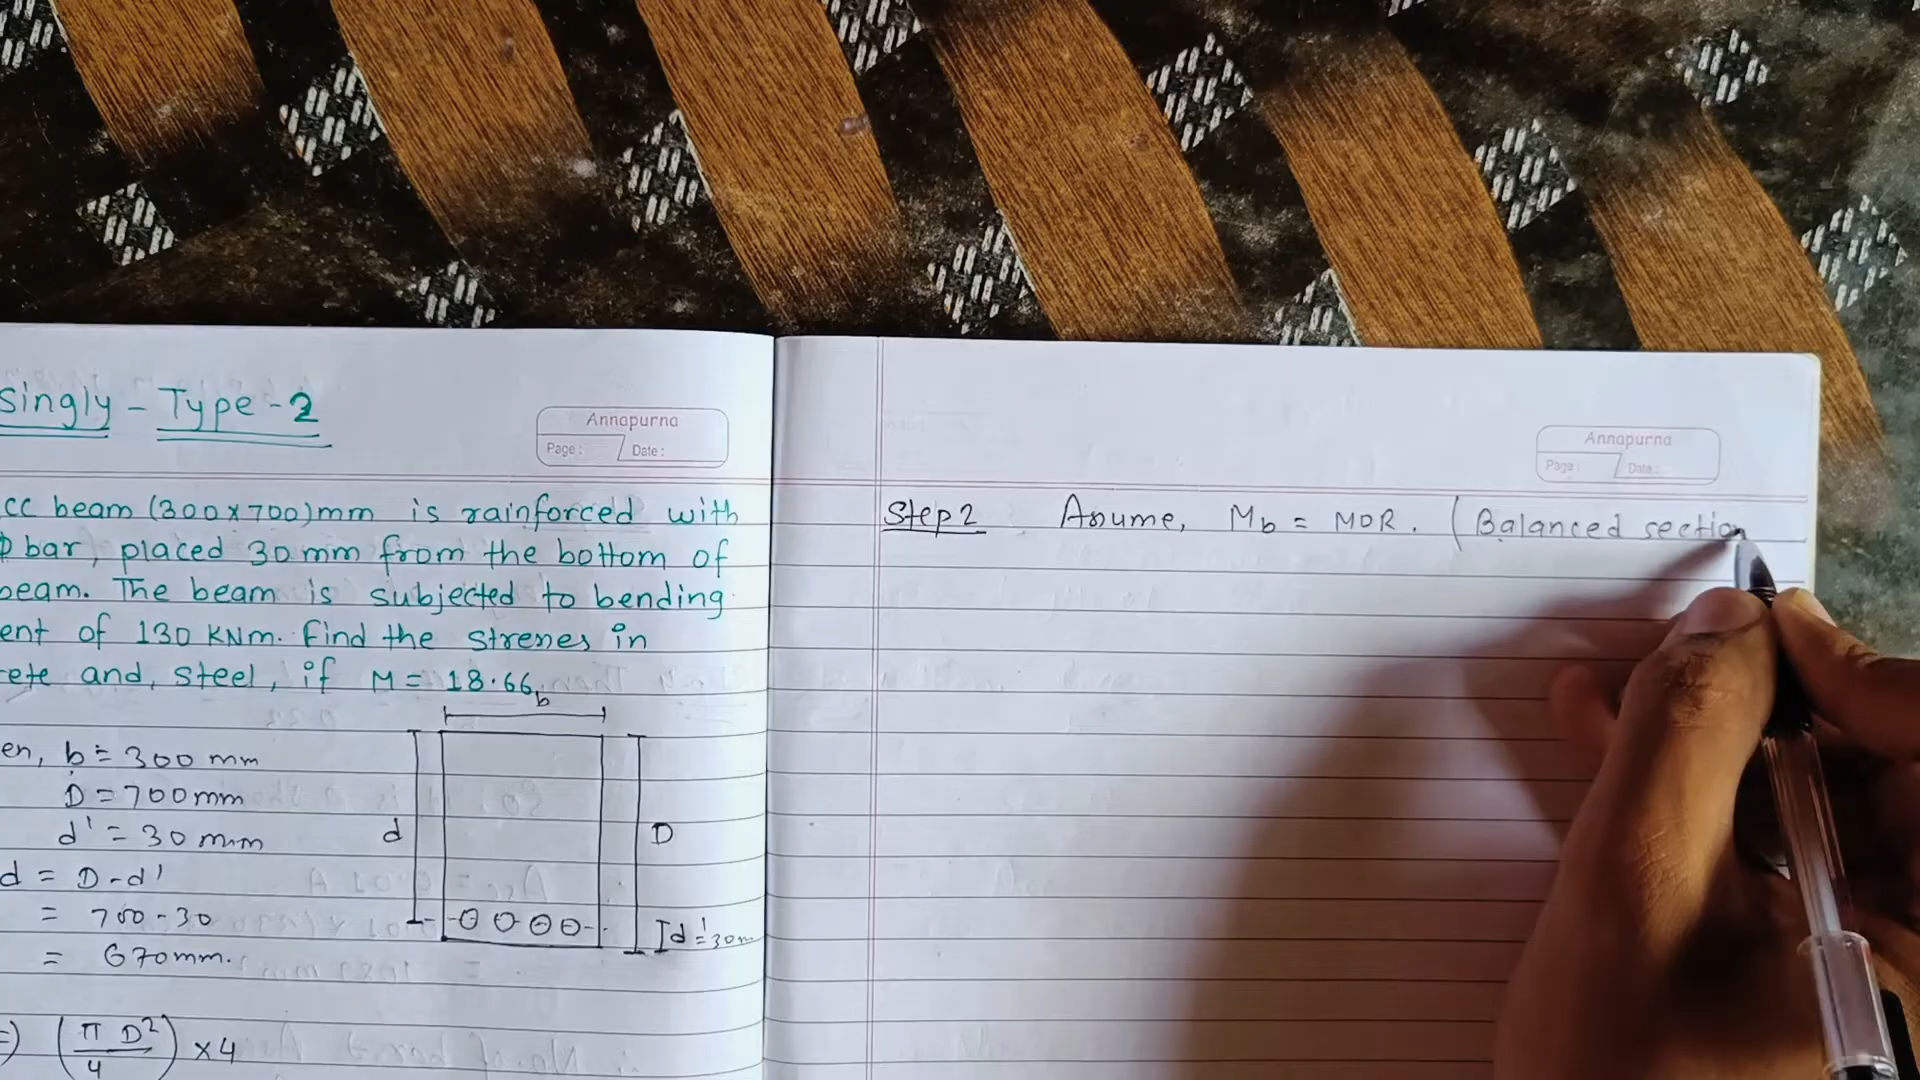 Singly - Type - 2
Annapurna
Page :
Date :
cc beam (300x700)mm is rainforced with
bar, placed 30 mm from the bottom of
beam. The beam is subjected to bending
ent of 130 KNm. Find the stresses in
rete and, steel, if M = 18.66
b
en, b = 300 mm
D = 700mm
d' = 30 mm
d = D - d'
= 700 - 30
= 670mm.
d
D
d' = 30m
(π D²/4) x 4
Annapurna
Page :
Date :
Step 2 Assume, Mb = MOR. (Balanced section